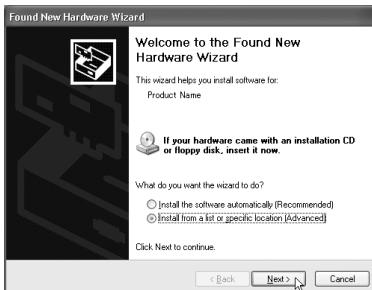 Found New Hardware Wizard
Welcome to the Found New
Hardware Wizard
This wizard helps you install software for:
Product Name
If your hardware came with an installation CD
or floppy disk, insert it now.
What do you want the wizard to do?
Install the software automatically (Recommended)
Install from a list or specific location (Advanced)
Click Next to continue.
< Back Next > Cancel